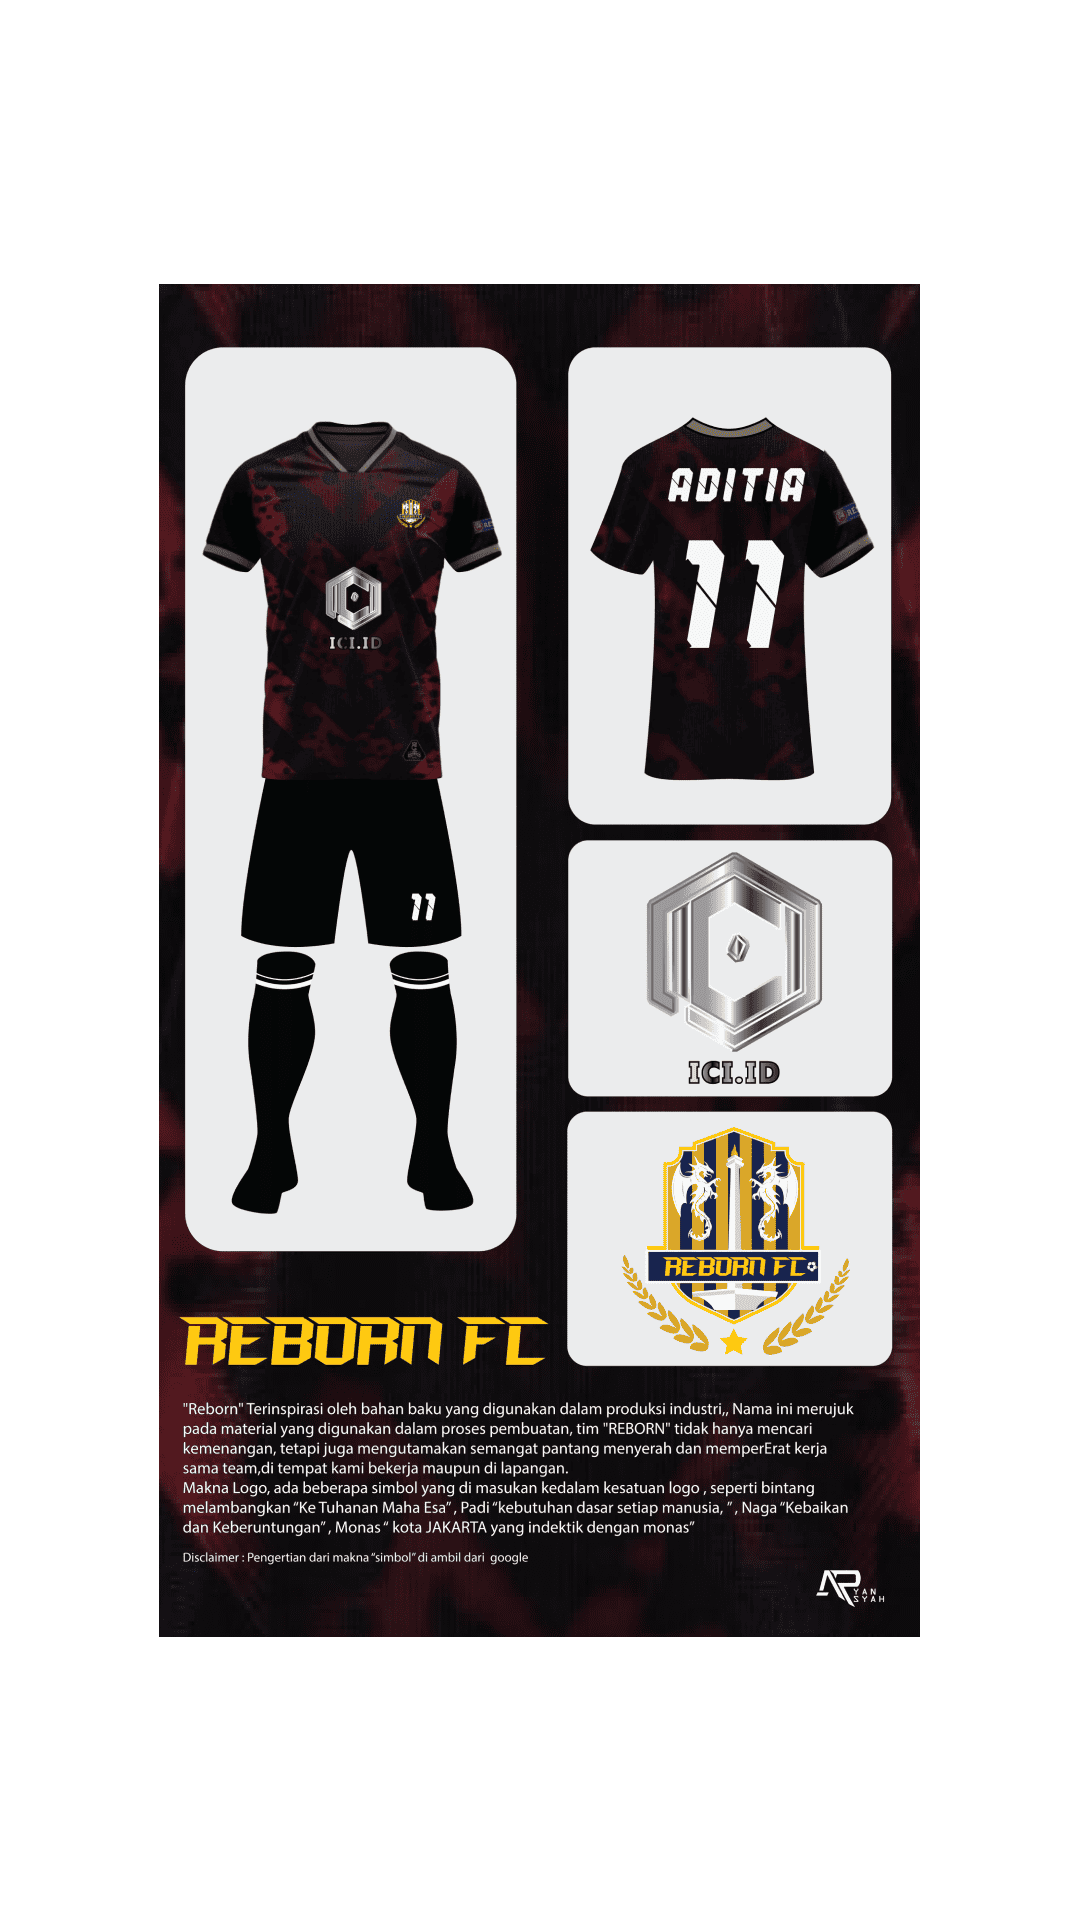 ICI.ID
11
ADITIA
11
ICI.ID
REBORN FC
REBORN FC
"Reborn" Terinspirasi oleh bahan baku yang digunakan dalam produksi industri,, Nama ini merujuk
pada material yang digunakan dalam proses pembuatan, tim "REBORN" tidak hanya mencari
kemenangan, tetapi juga mengutamakan semangat pantang menyerah dan memperErat kerja
sama team,di tempat kami bekerja maupun di lapangan.
Makna Logo, ada beberapa simbol yang di masukan kedalam kesatuan logo , seperti bintang
melambangkan “Ke Tuhanan Maha Esa” , Padi “kebutuhan dasar setiap manusia, ” , Naga “Kebaikan
dan Keberuntungan” , Monas “ kota JAKARTA yang indektik dengan monas”
Disclaimer : Pengertian dari makna “simbol” di ambil dari  google
AR
YAN
SYAH